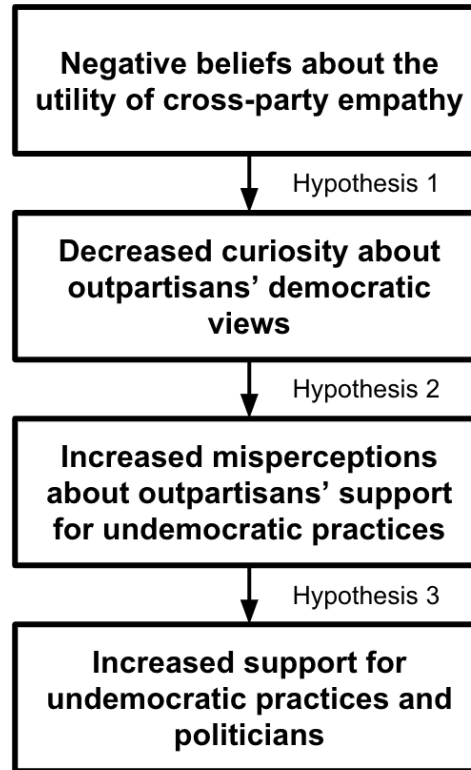 Negative beliefs about the
utility of cross-party empathy
Hypothesis 1
Decreased curiosity about
outpartisans’ democratic
views
Hypothesis 2
Increased misperceptions
about outpartisans’ support
for undemocratic practices
Hypothesis 3
Increased support for
undemocratic practices and
politicians